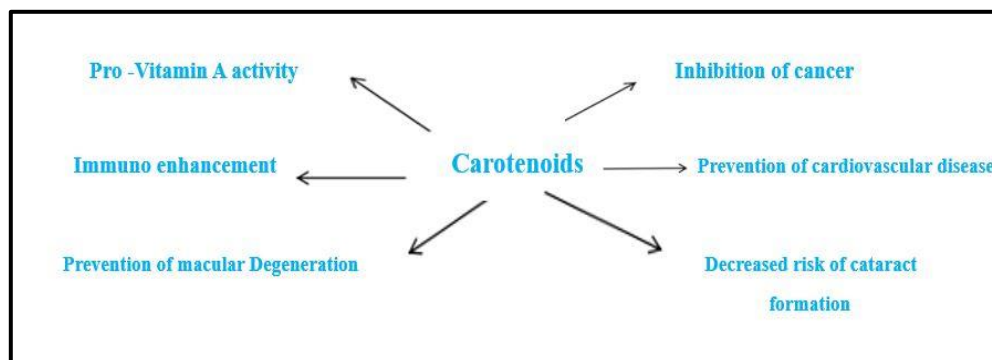 Pro -Vitamin A activity
Inhibition of cancer
Immuno enhancement
Carotenoids
Prevention of cardiovascular disease
Prevention of macular Degeneration
Decreased risk of cataract
formation